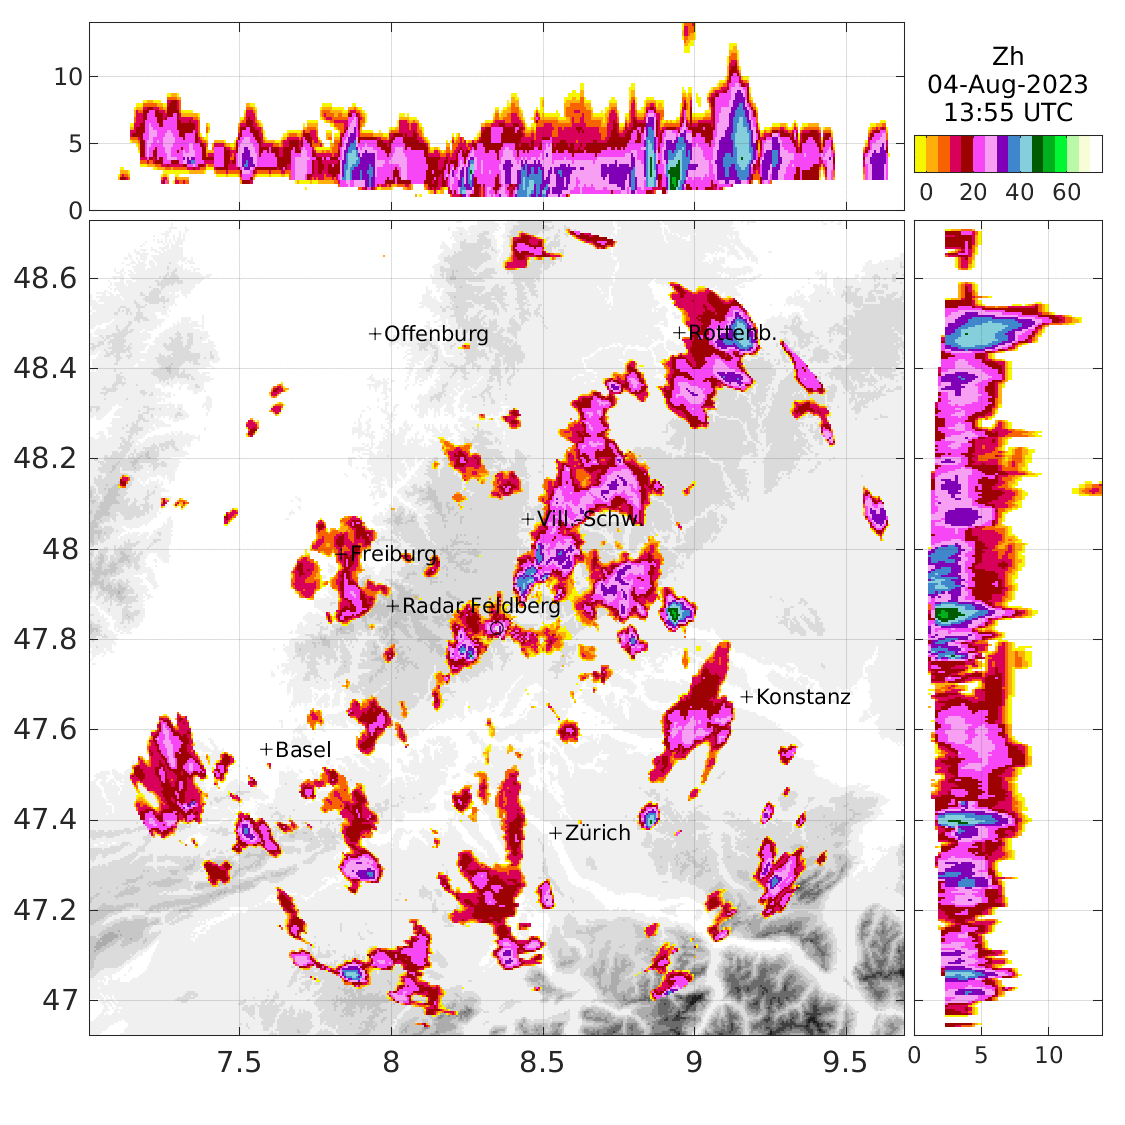 10
5
0
Zh
04-Aug-2023
13:55 UTC
0 20 40 60
48.6
48.4
48.2
48
47.8
47.6
47.4
47.2
47
+Offenburg
+Rottenb.
+Vill.-Schw.
+Freiburg
+Radar Feldberg
+Konstanz
+Basel
+Zürich
7.5 8 8.5 9 9.5
0 5 10